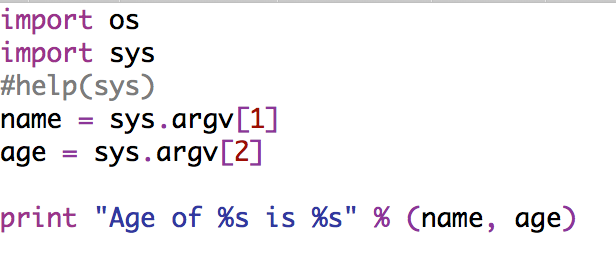 import os
import sys
#help(sys)
name = sys.argv[1]
age = sys.argv[2]
print "Age of %s is %s" % (name, age)